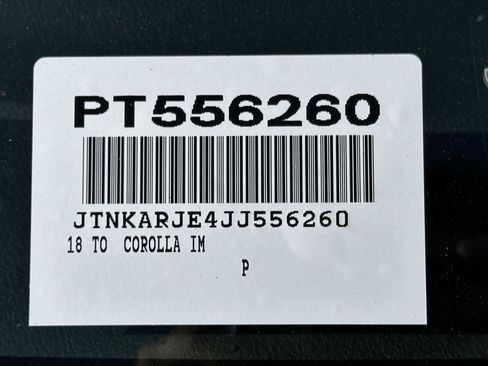 PT556260
JTNKARJE4JJ556260
18 TO COROLLA IM
P